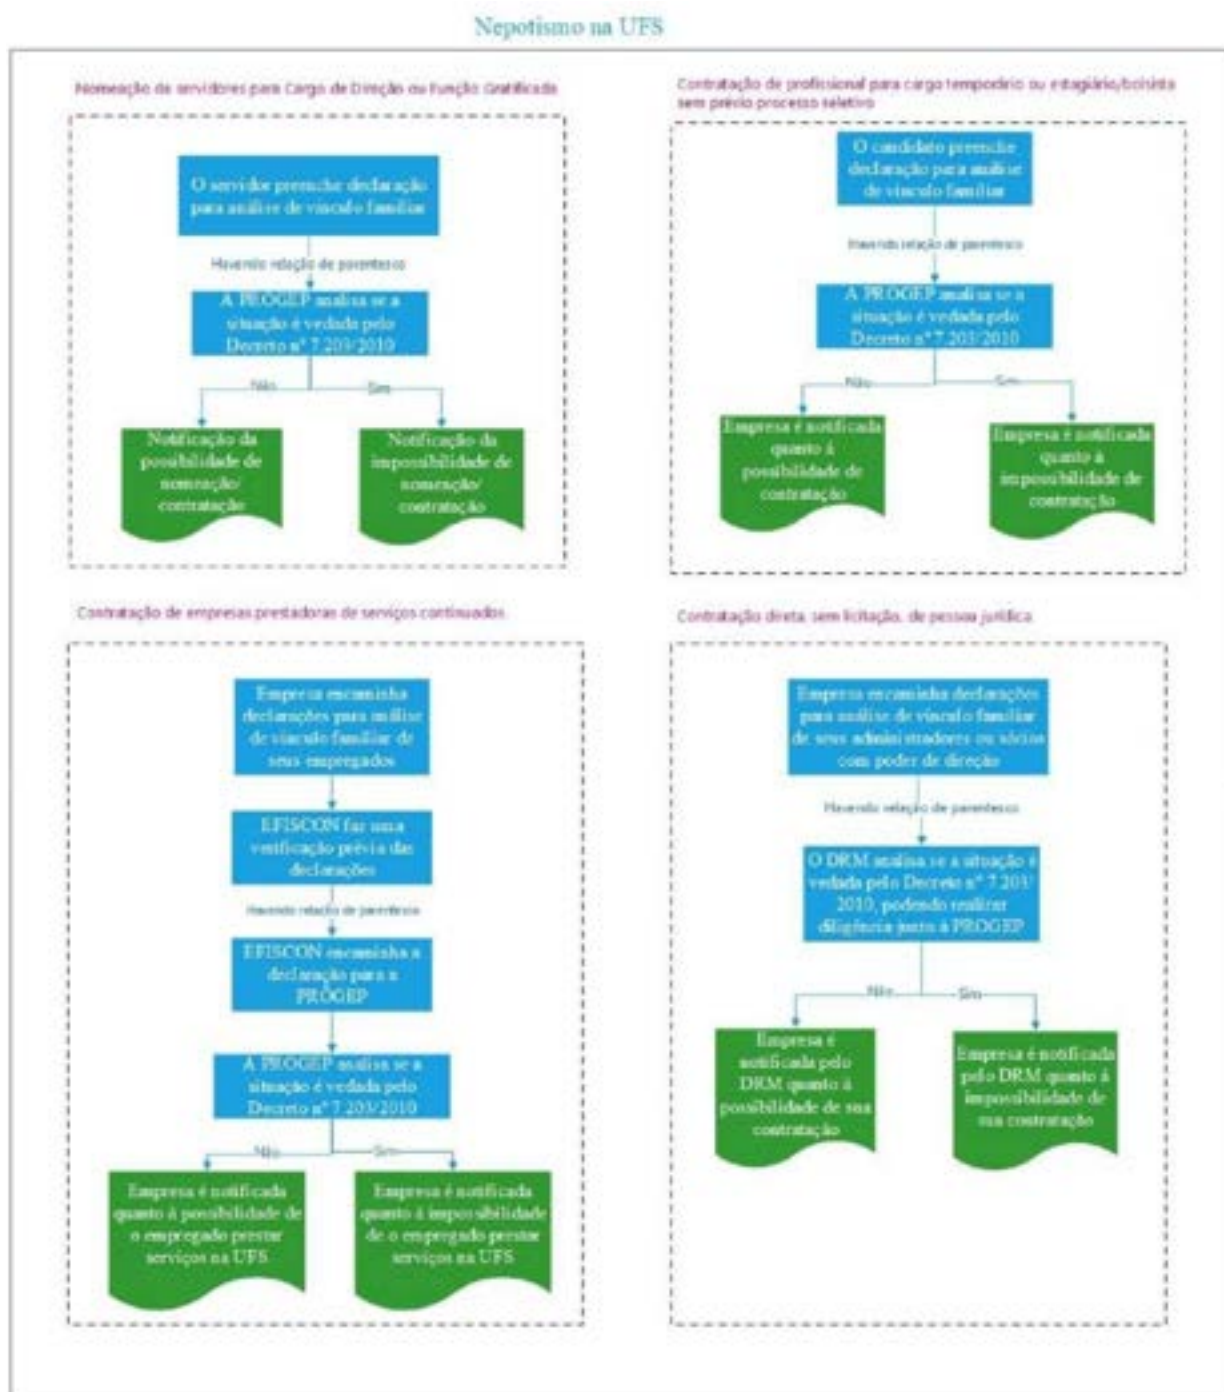 Nepotismo na UFS
Nomeação de servidores para Cargo de Direção ou Função Gratificada
O servidor preenche declaração
para análise de vínculo familiar
Havendo relação de parentesco
A PROGEP analisa se a
situação é vedada pelo
Decreto nº 7.203/2010
Não
Sim
Notificação da
possibilidade de
nomeação/
contratação
Notificação da
impossibilidade de
nomeação/
contratação
Contratação de profissional para cargo temporário ou estagiário/bolsista
sem prévio processo seletivo
O candidato preenche
declaração para análise
de vínculo familiar
Havendo relação de parentesco
A PROGEP analisa se a
situação é vedada pelo
Decreto nº 7.203/2010
Não
Sim
Empresa é notificada
quanto à
possibilidade de
contratação
Empresa é notificada
quanto à
impossibilidade de
contratação
Contratação de empresas prestadoras de serviços continuados
Empresa encaminha
declarações para análise
de vínculo familiar de
seus empregados
EFISCON faz uma
verificação prévia das
declarações
Havendo relação de parentesco
EFISCON encaminha a
declaração para a
PROGEP
A PROGEP analisa se a
situação é vedada pelo
Decreto nº 7.203/2010
Não
Sim
Empresa é notificada
quanto à possibilidade de
o empregado prestar
serviços na UFS
Empresa é notificada
quanto à impossibilidade
de o empregado prestar
serviços na UFS
Contratação direta, sem licitação, de pessoa jurídica
Empresa encaminha declarações
para análise de vínculo familiar
de seus administradores ou sócios
com poder de direção
Havendo relação de parentesco
O DRM analisa se a situação é
vedada pelo Decreto nº 7.203/
2010, podendo realizar
diligência junto à PROGEP
Não
Sim
Empresa é
notificada pelo
DRM quanto à
possibilidade de sua
contratação
Empresa é notificada
pelo DRM quanto à
impossibilidade de
sua contratação